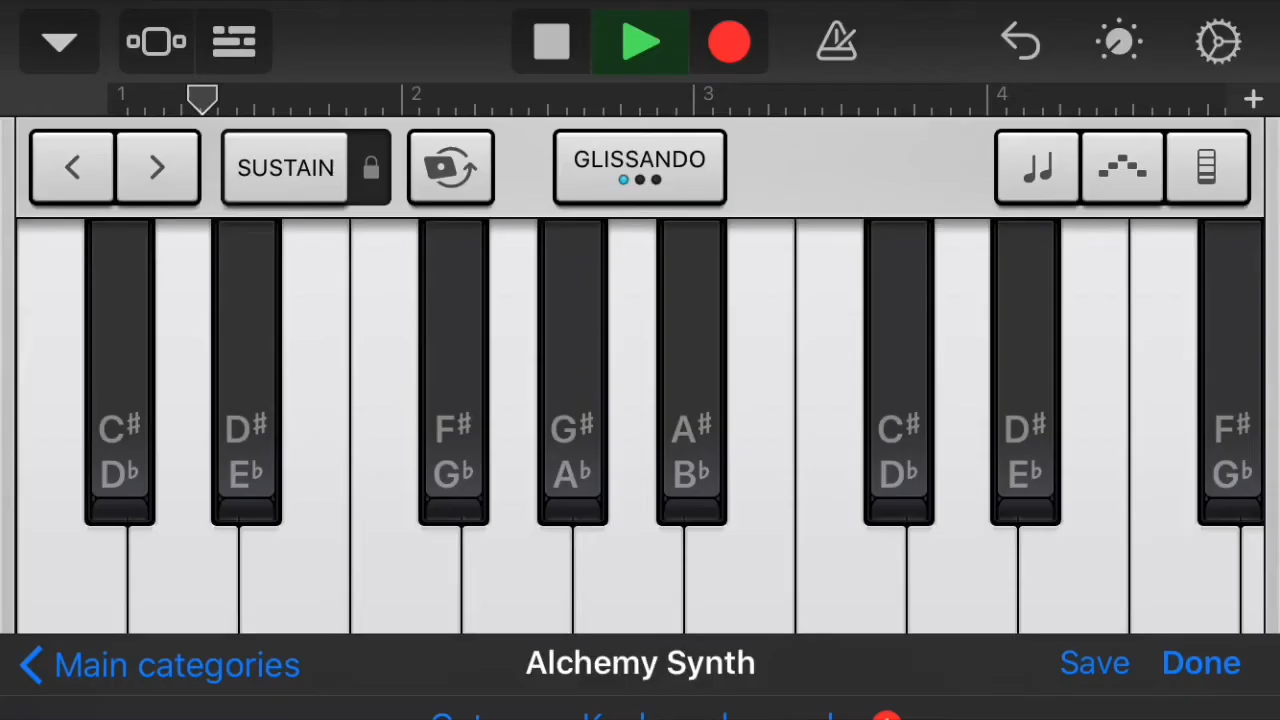 1 2 3 4
SUSTAIN GLISSANDO
C♯ D♯ F♯ G♯ A♯ C♯ D♯ F♯
D♭ E♭ G♭ A♭ B♭ D♭ E♭ G♭
Main categories Alchemy Synth Save Done